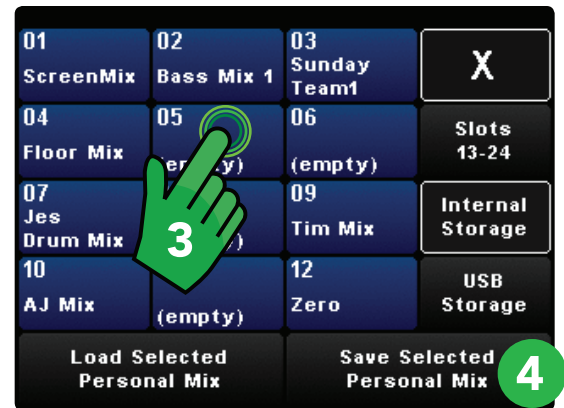 01
ScreenMix
02
Bass Mix 1
03
Sunday
Team1
X
04
Floor Mix
05
06
(empty)
Slots
13-24
07
Jes
Drum Mix
3
09
Tim Mix
Internal
Storage
10
AJ Mix
(empty)
12
Zero
USB
Storage
Load Selected
Personal Mix
Save Selected
Personal Mix
4